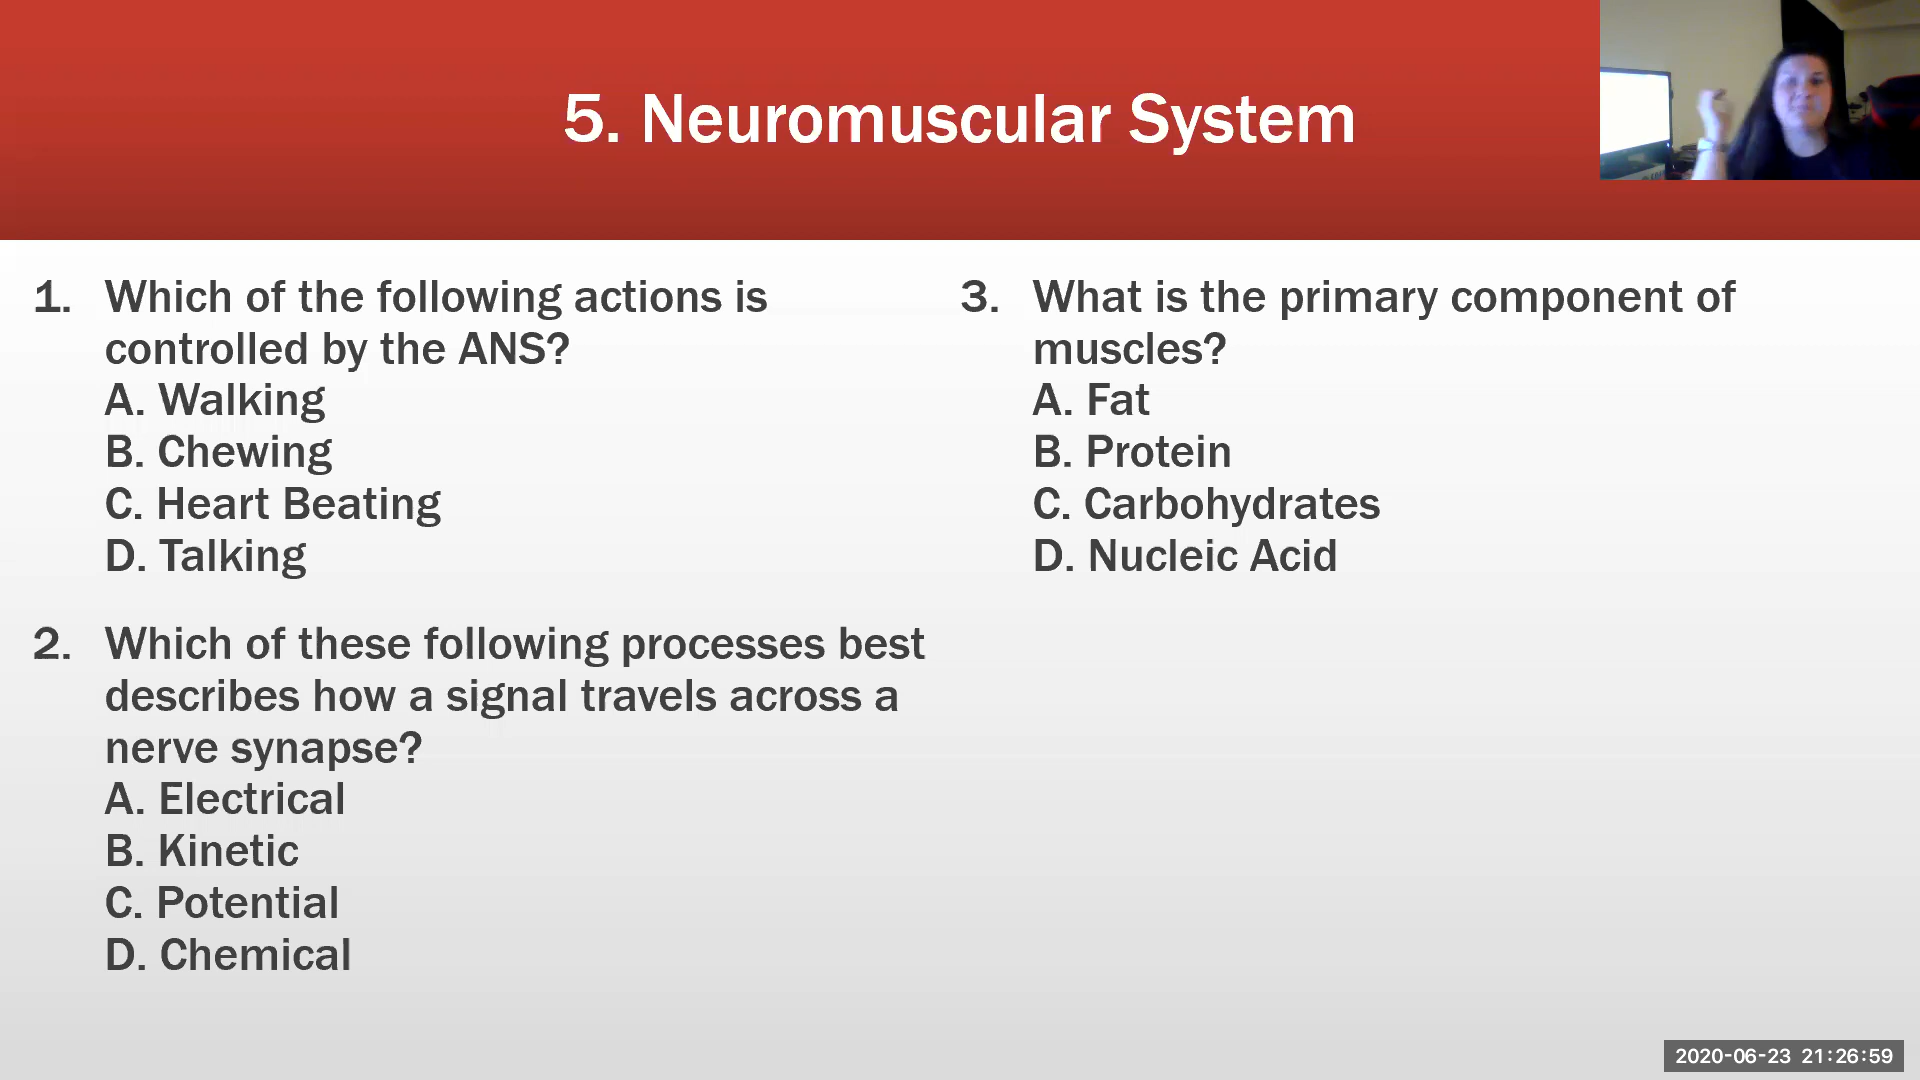 5. Neuromuscular System
1. Which of the following actions is
controlled by the ANS?
A. Walking
B. Chewing
C. Heart Beating
D. Talking
2. Which of these following processes best
describes how a signal travels across a
nerve synapse?
A. Electrical
B. Kinetic
C. Potential
D. Chemical
3. What is the primary component of
muscles?
A. Fat
B. Protein
C. Carbohydrates
D. Nucleic Acid
2020-06-23 21:26:59